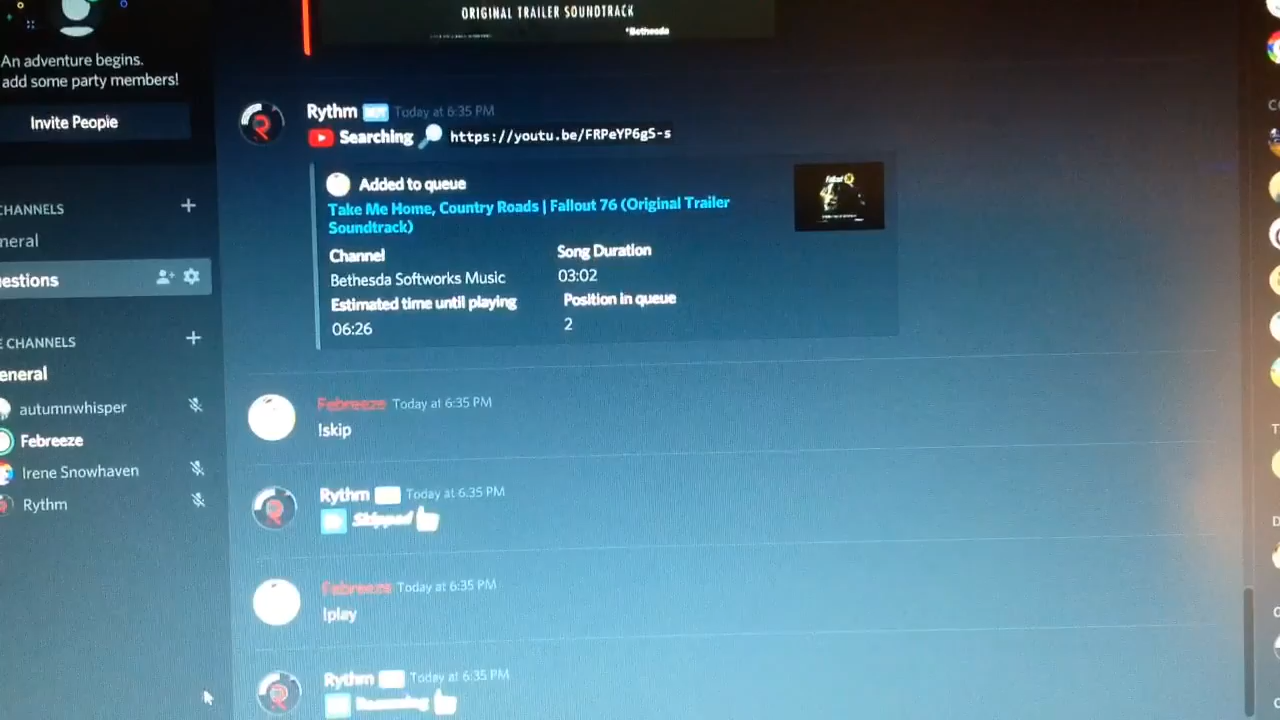 ORIGINAL TRAILER SOUNDTRACK
Bethesda
An adventure begins.
add some party members!
Invite People
CHANNELS
neral
estions
E CHANNELS
eneral
autumnwhisper
Febreeze
Irene Snowhaven
Rythm
Rythm BOT Today at 6:35 PM
Searching https://youtu.be/FRPeYP6gS-s
Added to queue
Take Me Home, Country Roads | Fallout 76 (Original Trailer
Soundtrack)
Channel Song Duration
Bethesda Softworks Music 03:02
Estimated time until playing Position in queue
06:26 2
Febreeze Today at 6:35 PM
!skip
Rythm Today at 6:35 PM
Skipped
Febreeze Today at 6:35 PM
!play
Rythm Today at 6:35 PM
Resuming